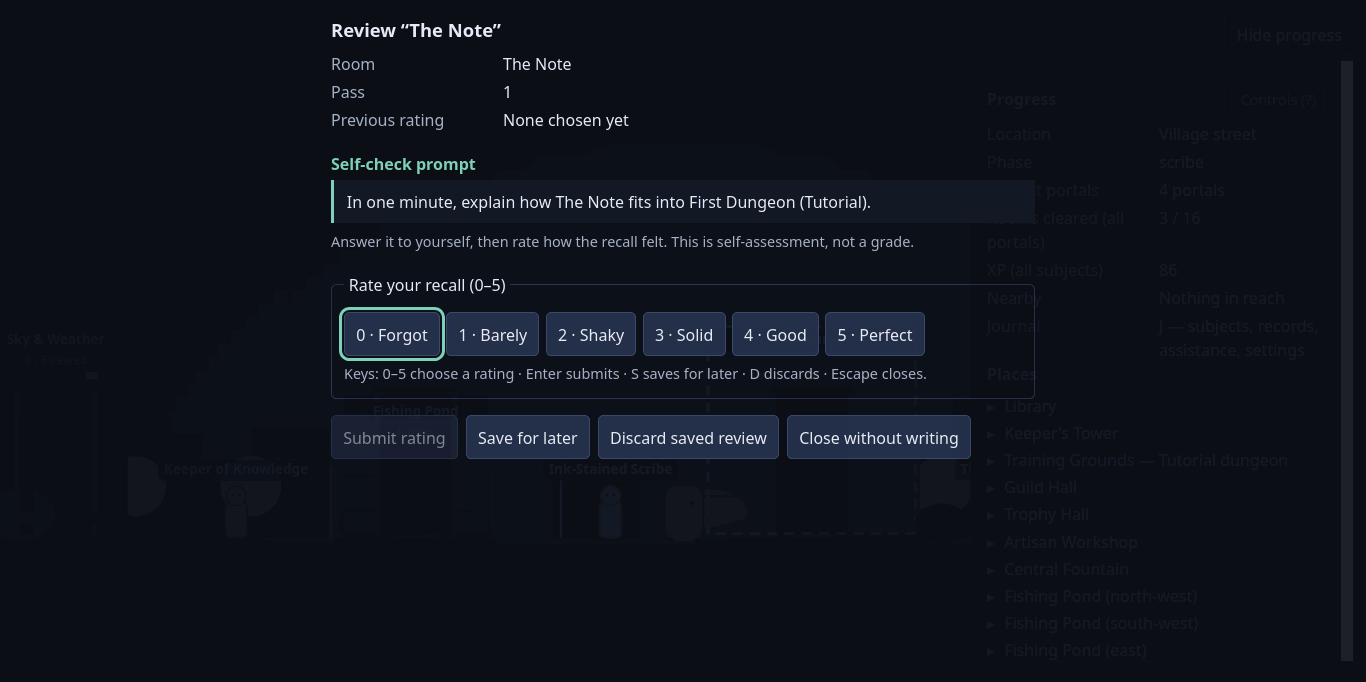 Review “The Note”
Hide progress
Room The Note
Pass 1
Previous rating None chosen yet
Self-check prompt
In one minute, explain how The Note fits into First Dungeon (Tutorial).
Answer it to yourself, then rate how the recall felt. This is self-assessment, not a grade.
Rate your recall (0–5)
0 · Forgot
1 · Barely
2 · Shaky
3 · Solid
4 · Good
5 · Perfect
Keys: 0–5 choose a rating · Enter submits · S saves for later · D discards · Escape closes.
Submit rating
Save for later
Discard saved review
Close without writing
Sky & Weather
Fishing Pond
Keeper of Knowledge
Ink-Stained Scribe
Progress
Controls (?)
Location Village street
Phase scribe
portals 4 portals
cleared (all 3 / 16
portals)
XP (all subjects) 86
Nearby Nothing in reach
Journal J — subjects, records,
assistance, settings
Places
► Library
► Keeper's Tower
► Training Grounds — Tutorial dungeon
► Guild Hall
► Trophy Hall
► Artisan Workshop
► Central Fountain
► Fishing Pond (north-west)
► Fishing Pond (south-west)
► Fishing Pond (east)